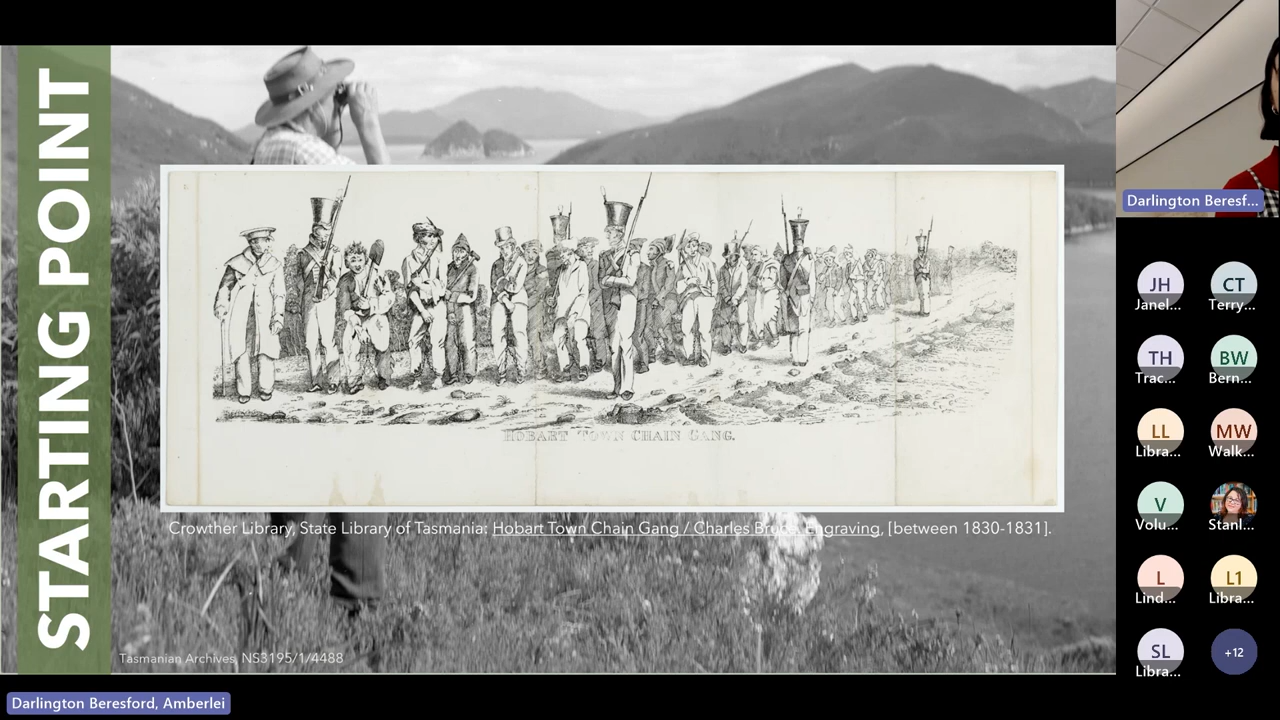 STARTING POINT
HOBART TOWN CHAIN GANG.
Crowther Library, State Library of Tasmania: Hobart Town Chain Gang / Charles Bruce, Engraving, [between 1830-1831].
Tasmanian Archives, NS3195/1/4488
Darlington Beresford, Amberlei
Darlington Beresf...
JH
CT
Janel...
Terry...
TH
BW
Trac...
Bern...
LL
MW
Libra...
Walk...
V
Volu...
Stanl...
L
L1
Lind...
Libra...
SL
+12
Libra...